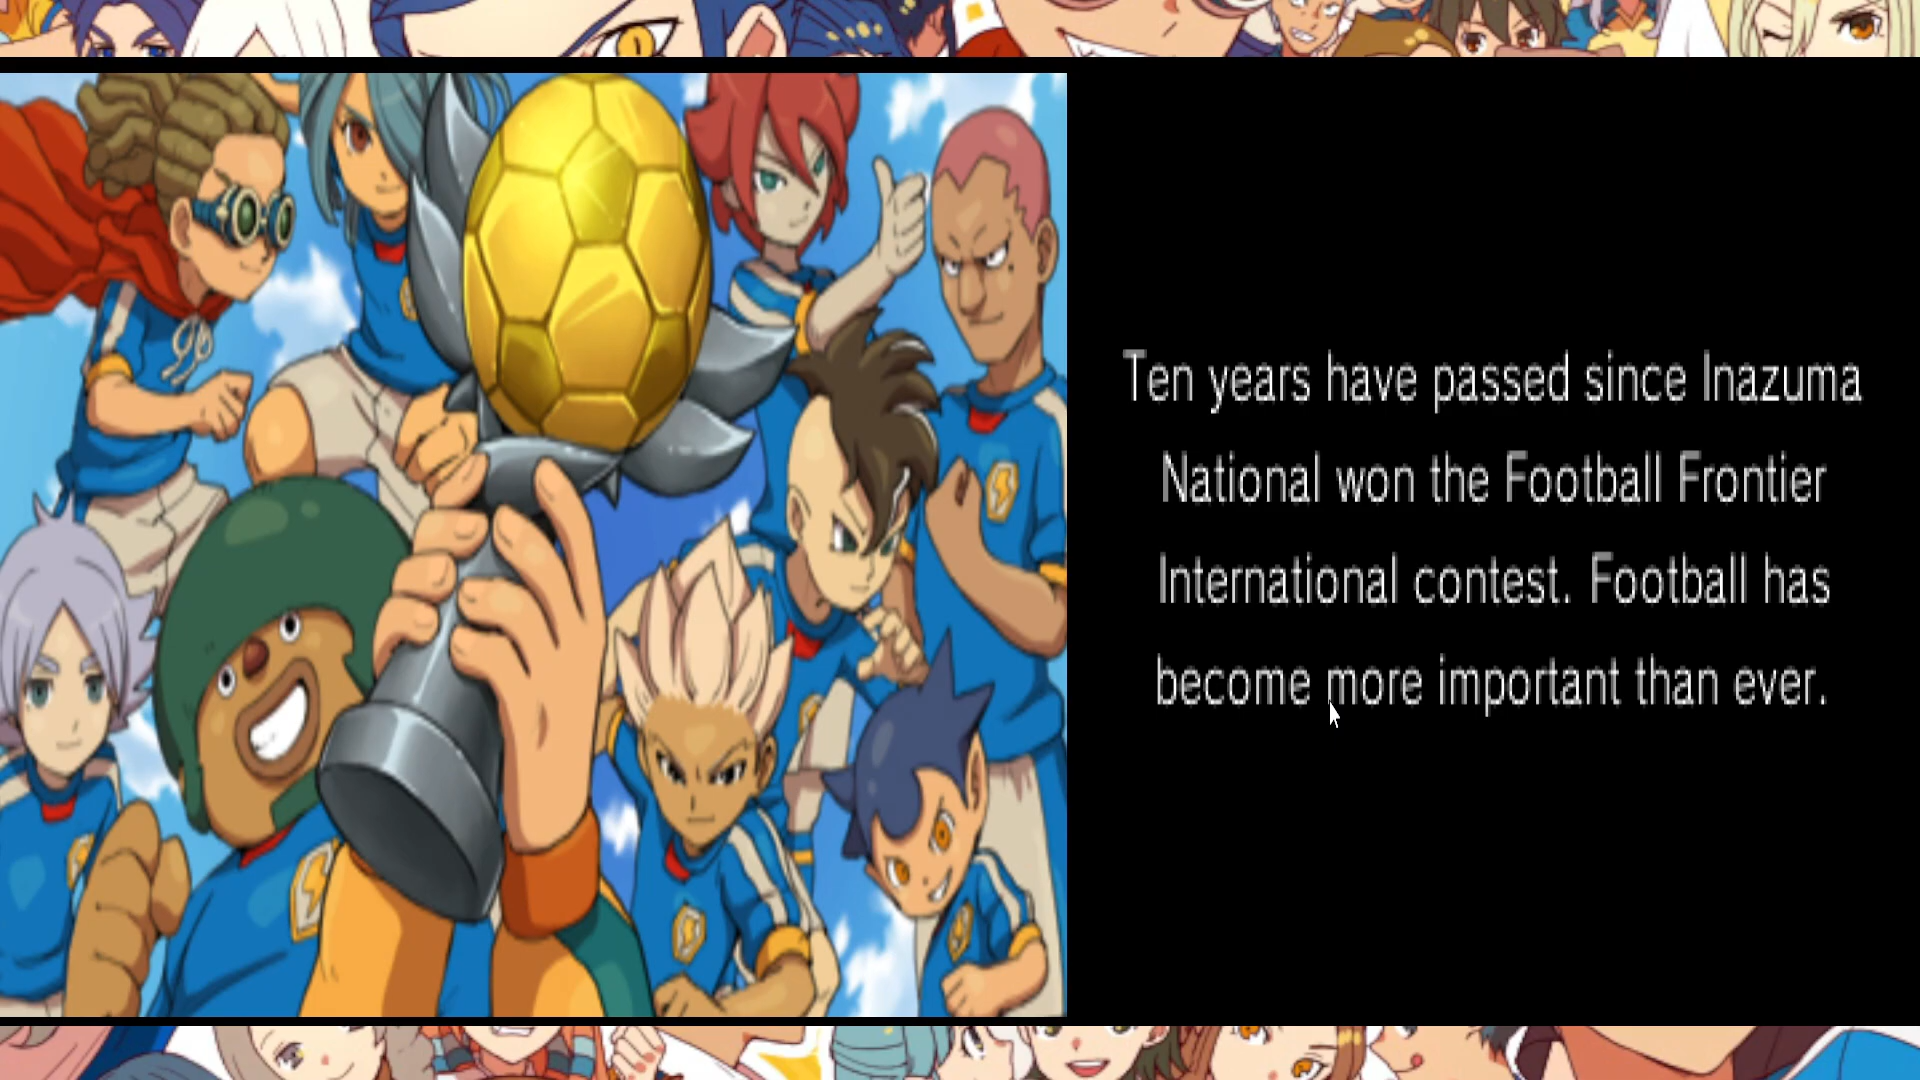 Ten years have passed since Inazuma
National won the Football Frontier
International contest. Football has
become more important than ever.